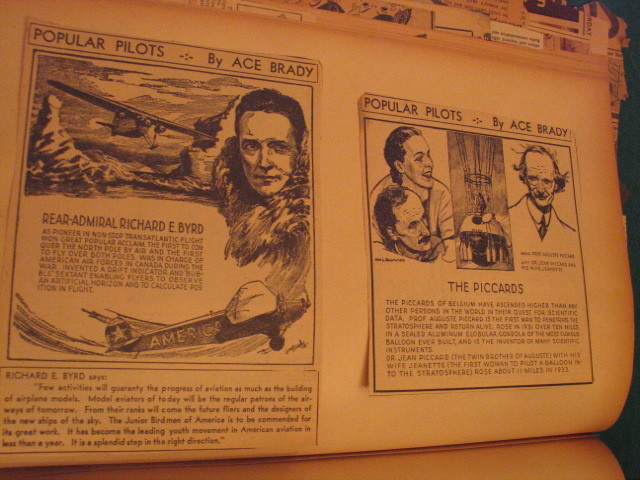 POPULAR PILOTS -:- By ACE BRADY
REAR-ADMIRAL RICHARD E. BYRD
AS PIONEER IN NON-STOP TRANSATLANTIC FLIGHT
WON GREAT POPULAR ACCLAIM. THE FIRST TO CON-
QUER THE NORTH POLE BY AIR AND THE FIRST
TO FLY OVER BOTH POLES. WAS IN CHARGE OF
AMERICAN AIR FORCES IN CANADA DURING THE
WAR. INVENTED A DRIFT INDICATOR AND "BUB-
BLE" SEXTANT ENABLING FLYERS TO OBSERVE
AN ARTIFICIAL HORIZON AND TO CALCULATE POS-
ITION IN FLIGHT.
AMERICA
RICHARD E. BYRD says:
"Few activities will guaranty the progress of aviation as much as the building
of airplane models. Model aviators of today will be the regular patrons of the air-
ways of tomorrow. From their ranks will come the future fliers and the designers of
the new ships of the sky. The Junior Birdmen of America is to be commended for
its great work. It has become the leading youth movement in American aviation in
less than a year. It is a splendid step in the right direction."
POPULAR PILOTS -:- By ACE BRADY
THE PICCARDS
THE PICCARDS OF BELGIUM HAVE ASCENDED HIGHER THAN ANY
OTHER PERSONS IN THE WORLD IN THEIR QUEST FOR SCIENTIFIC
DATA. PROF. AUGUSTE PICCARD IS THE FIRST MAN TO PENETRATE THE
STRATOSPHERE AND RETURN ALIVE. ROSE IN 1931 OVER TEN MILES
IN A SEALED ALUMINUM GLOBULAR GONDOLA OF THE MOST CURIOUS
BALLOON EVER BUILT, AND IS THE INVENTOR OF MANY SCIENTIFIC
INSTRUMENTS.
DR. JEAN PICCARD (THE TWIN BROTHER OF AUGUSTE) WITH HIS
WIFE JEANETTE (THE FIRST WOMAN TO PILOT A BALLOON IN-
TO THE STRATOSPHERE) ROSE ABOUT 11 MILES IN 1933.